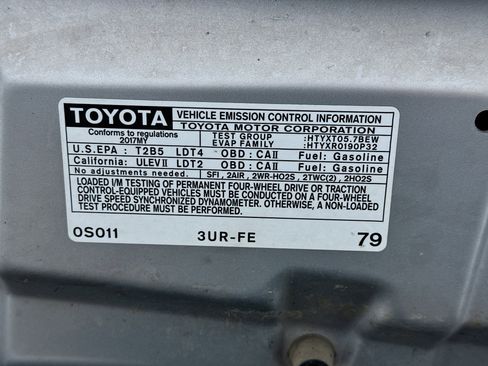 TOYOTA VEHICLE EMISSION CONTROL INFORMATION
TOYOTA MOTOR CORPORATION
Conforms to regulations
2017MY
TEST GROUP :HTYXT05.7BEW
EVAP FAMILY :HTYXR0190P32
U.S.EPA : T2B5 LDT4 OBD : CAII Fuel: Gasoline
California: ULEVII LDT2 OBD : CAII Fuel: Gasoline
No adjustments needed. SFI , 2AIR , 2WR-HO2S , 2TWC(2) , 2HO2S
LOADED I/M TESTING OF PERMANENT FOUR-WHEEL DRIVE OR TRACTION
CONTROL-EQUIPPED VEHICLES MUST BE CONDUCTED ON A FOUR-WHEEL
DRIVE SPEED SYNCHRONIZED DYNAMOMETER. OTHERWISE, A NON-LOADED
TEST PROCEDURE MUST BE PERFORMED.
0S011 3UR-FE 79